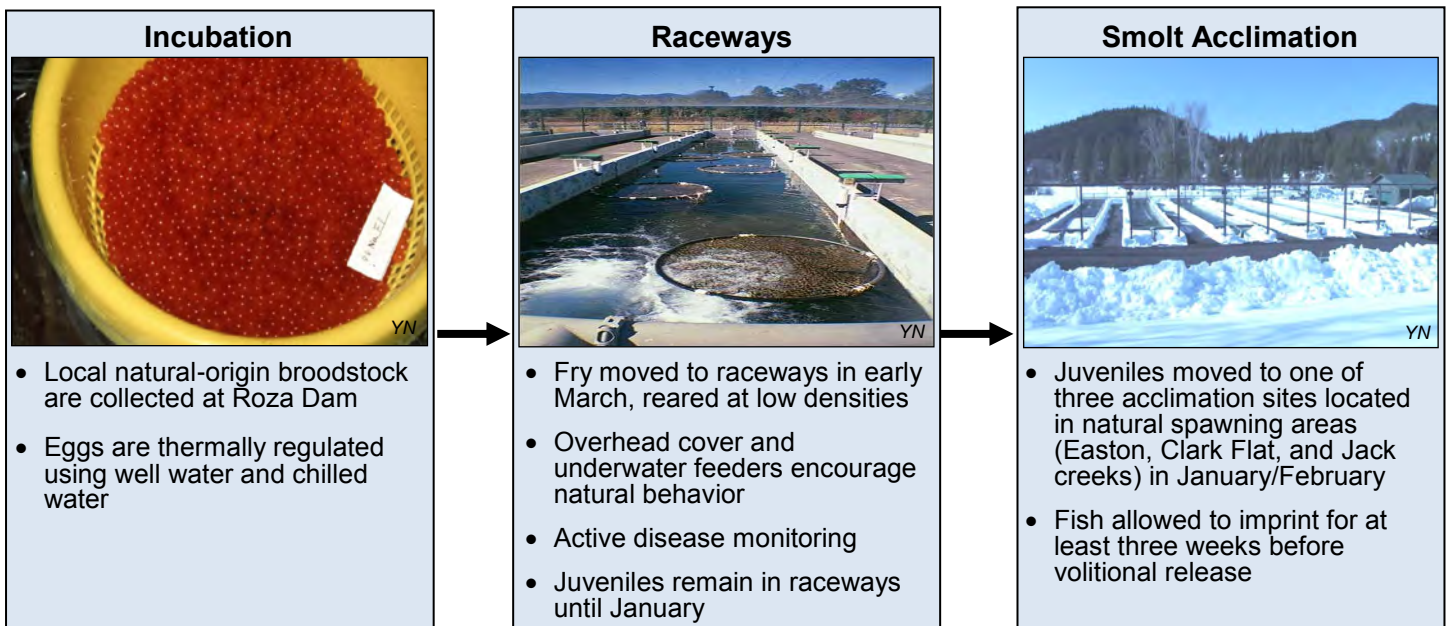 Incubation
YN
• Local natural-origin broodstock
are collected at Roza Dam
• Eggs are thermally regulated
using well water and chilled
water
Raceways
YN
• Fry moved to raceways in early
March, reared at low densities
• Overhead cover and
underwater feeders encourage
natural behavior
• Active disease monitoring
• Juveniles remain in raceways
until January
Smolt Acclimation
YN
• Juveniles moved to one of
three acclimation sites located
in natural spawning areas
(Easton, Clark Flat, and Jack
creeks) in January/February
• Fish allowed to imprint for at
least three weeks before
volitional release